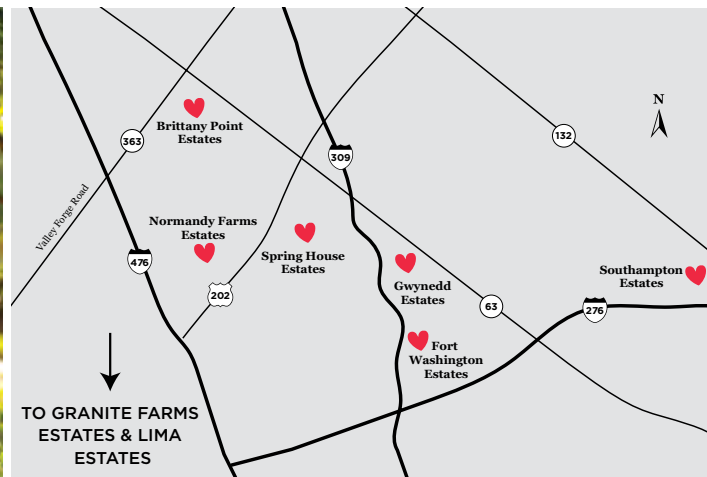 N
132
Brittany Point
Estates
363
309
Valley Forge Road
Normandy Farms
Estates
Spring House
Estates
476
202
Gwynedd
Estates
Southampton
Estates
63
276
Fort
Washington
Estates
TO GRANITE FARMS
ESTATES & LIMA
ESTATES